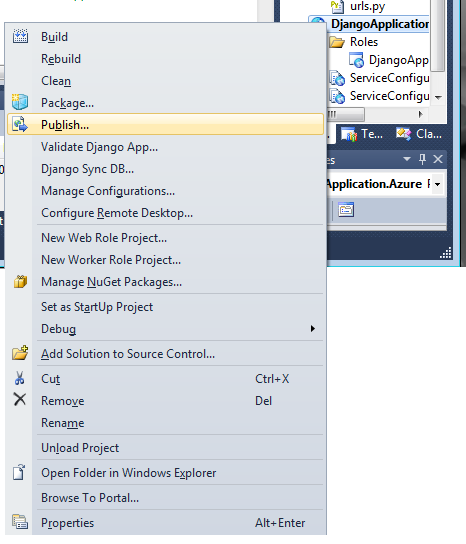 urls.py
DjangoApplication
Roles
DjangoApp
ServiceConfigu
ServiceConfigu
Te...
Cla...
es
Application.Azure
Build
Rebuild
Clean
Package...
Publish...
Validate Django App...
Django Sync DB...
Manage Configurations...
Configure Remote Desktop...
New Web Role Project...
New Worker Role Project...
Manage NuGet Packages...
Set as StartUp Project
Debug
Add Solution to Source Control...
Cut Ctrl+X
Remove Del
Rename
Unload Project
Open Folder in Windows Explorer
Browse To Portal...
Properties Alt+Enter